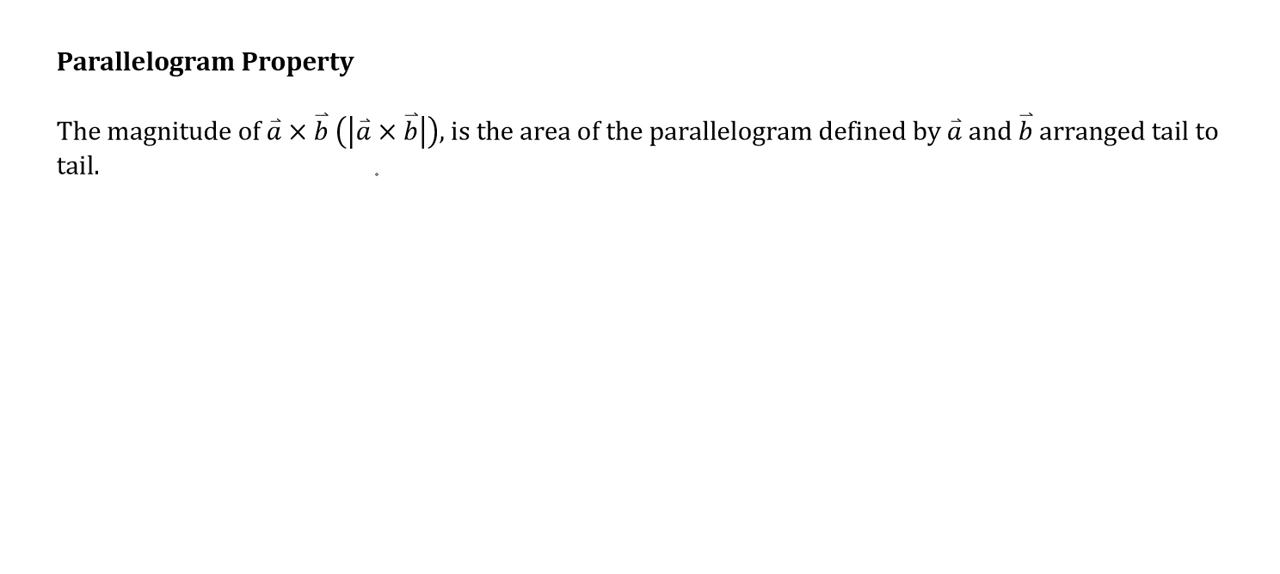 Parallelogram Property
The magnitude of a⃗ × b⃗ (|a⃗ × b⃗|), is the area of the parallelogram defined by a⃗ and b⃗ arranged tail to
tail.